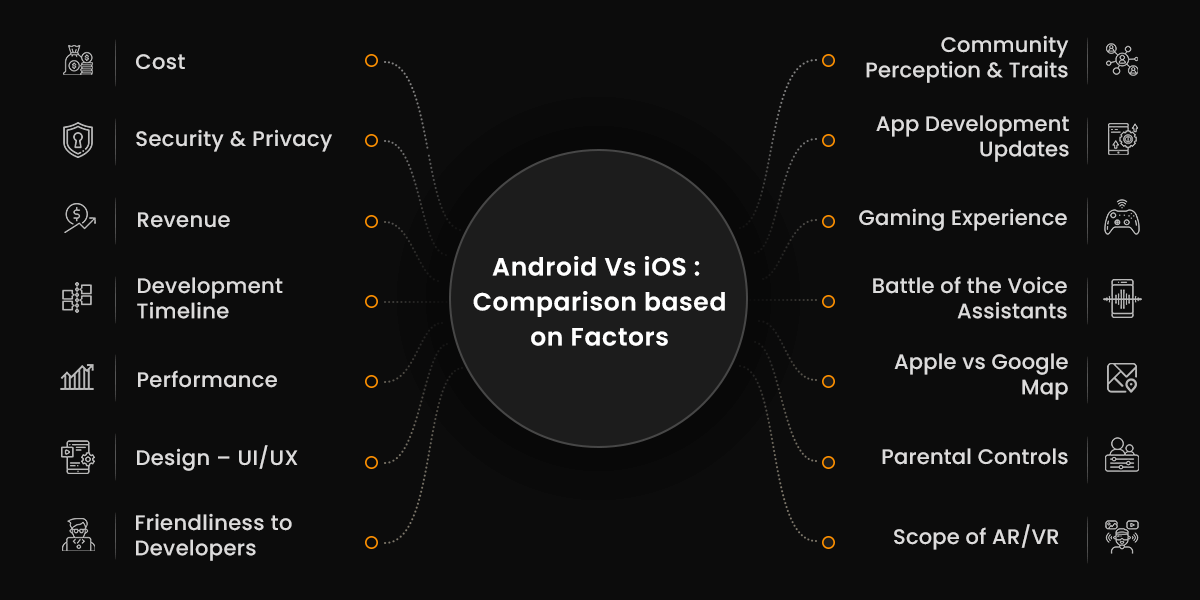 Cost
Security & Privacy
Revenue
Development
Timeline
Performance
Design – UI/UX
Friendliness to
Developers
Android Vs iOS :
Comparison based
on Factors
Community
Perception & Traits
App Development
Updates
Gaming Experience
Battle of the Voice
Assistants
Apple vs Google
Map
Parental Controls
Scope of AR/VR